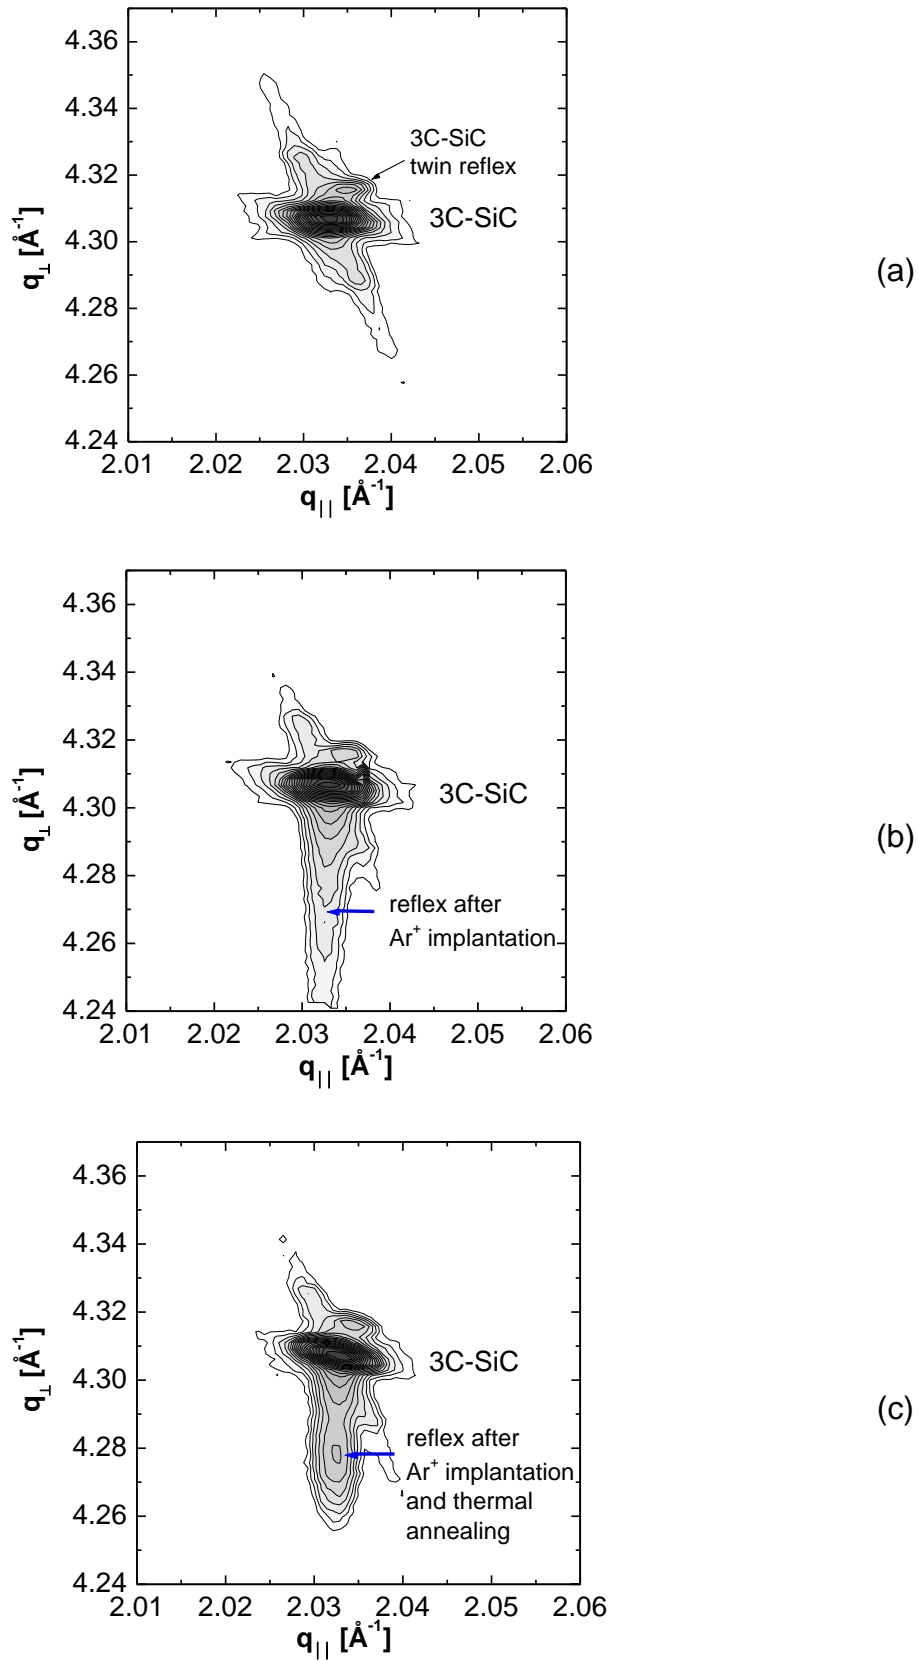 4.36
4.34
3C-SiC
twin reflex
4.32
3C-SiC
4.30
4.28
4.26
4.24
q⊥ [Å-1]
(a)
2.01 2.02 2.03 2.04 2.05 2.06
q|| [Å-1]
4.36
4.34
4.32
4.30
3C-SiC
4.28
reflex after
Ar+ implantation
4.26
4.24
q⊥ [Å-1]
(b)
2.01 2.02 2.03 2.04 2.05 2.06
q|| [Å-1]
4.36
4.34
4.32
3C-SiC
4.30
4.28
reflex after
Ar+ implantation
and thermal
annealing
4.26
4.24
q⊥ [Å-1]
(c)
2.01 2.02 2.03 2.04 2.05 2.06
q|| [Å-1]